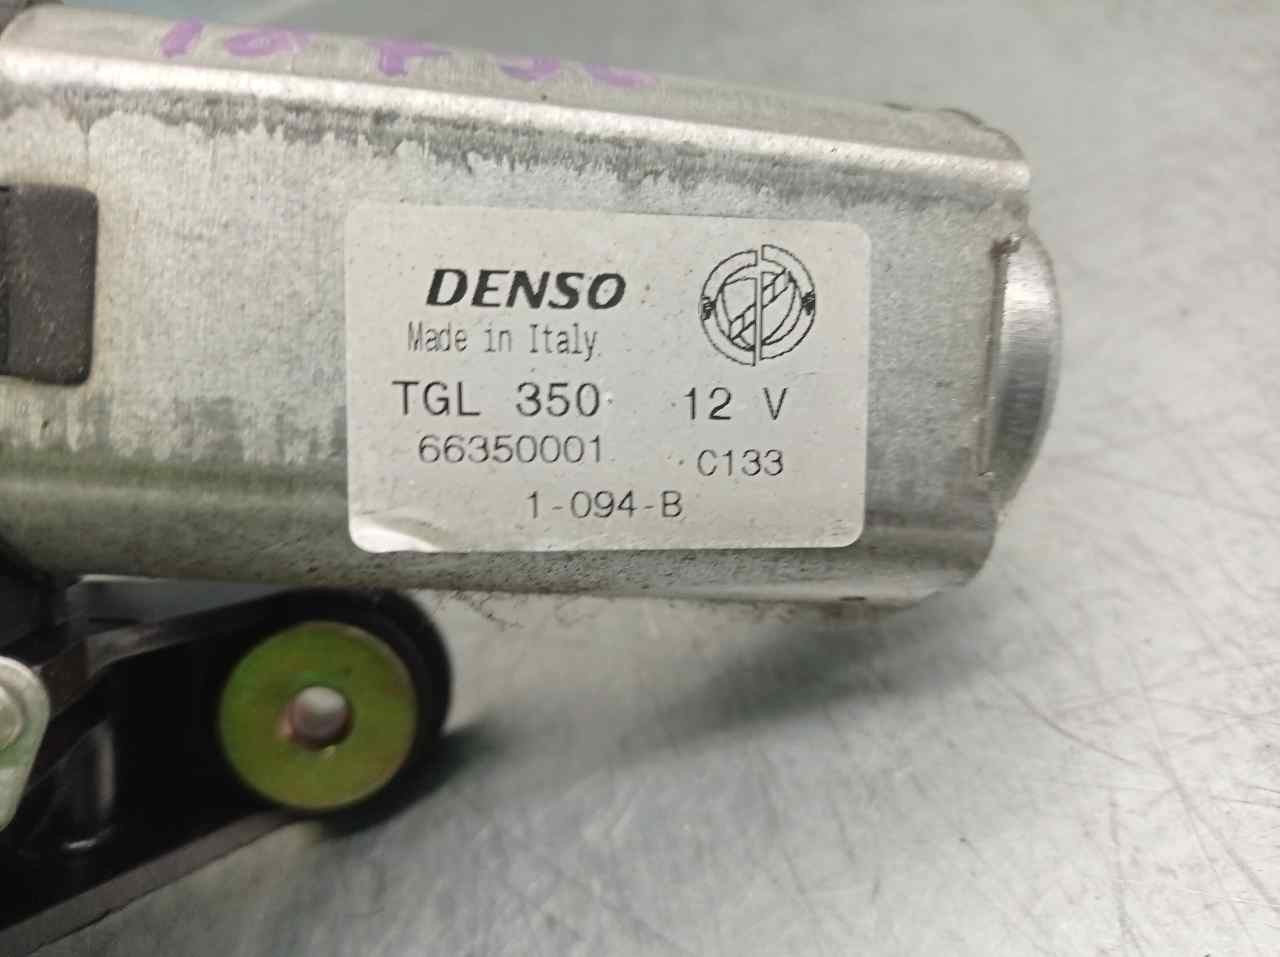 DENSO
Made in Italy
TGL 350 12 V
66350001 C133
1-094-B